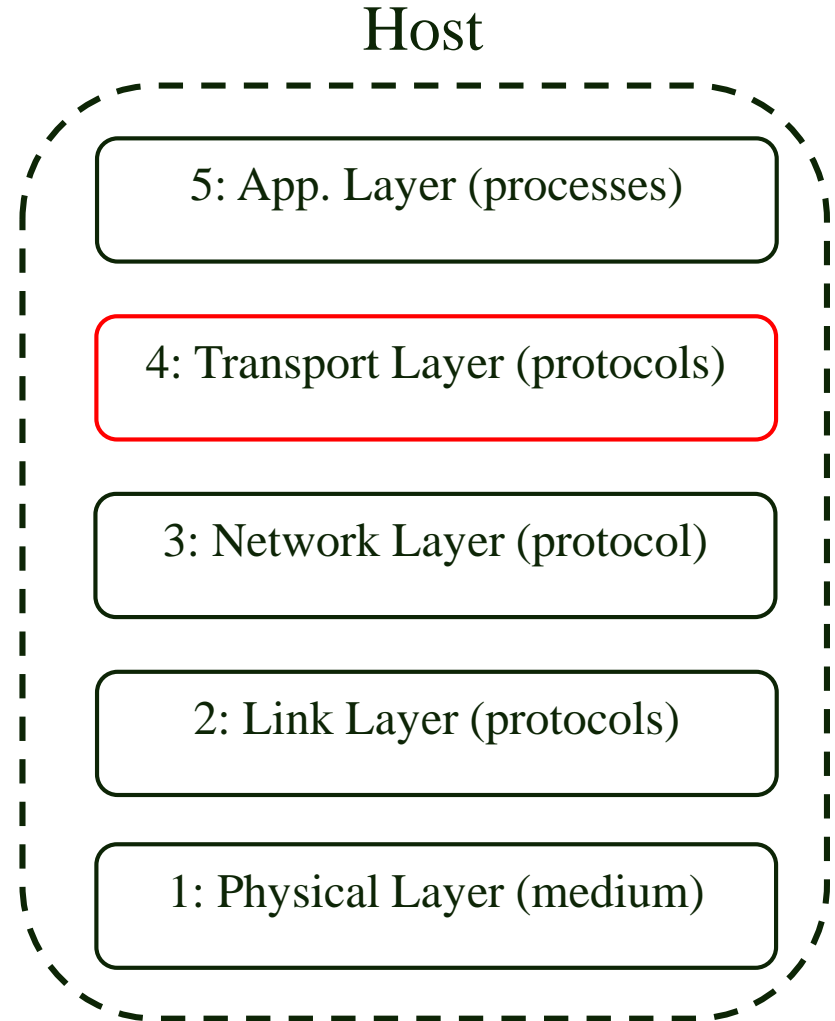 Host
5: App. Layer (processes)
4: Transport Layer (protocols)
3: Network Layer (protocol)
2: Link Layer (protocols)
1: Physical Layer (medium)